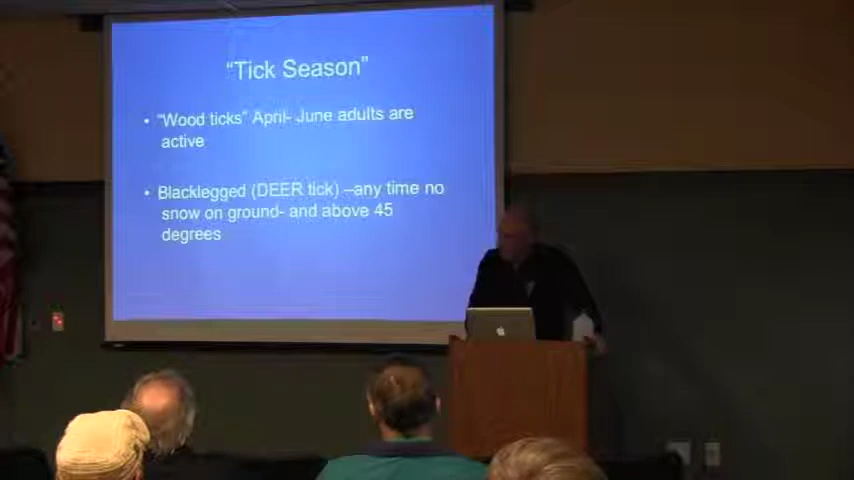 “Tick Season”
• “Wood ticks” April- June adults are
active
• Blacklegged (DEER tick) –any time no
snow on ground- and above 45
degrees